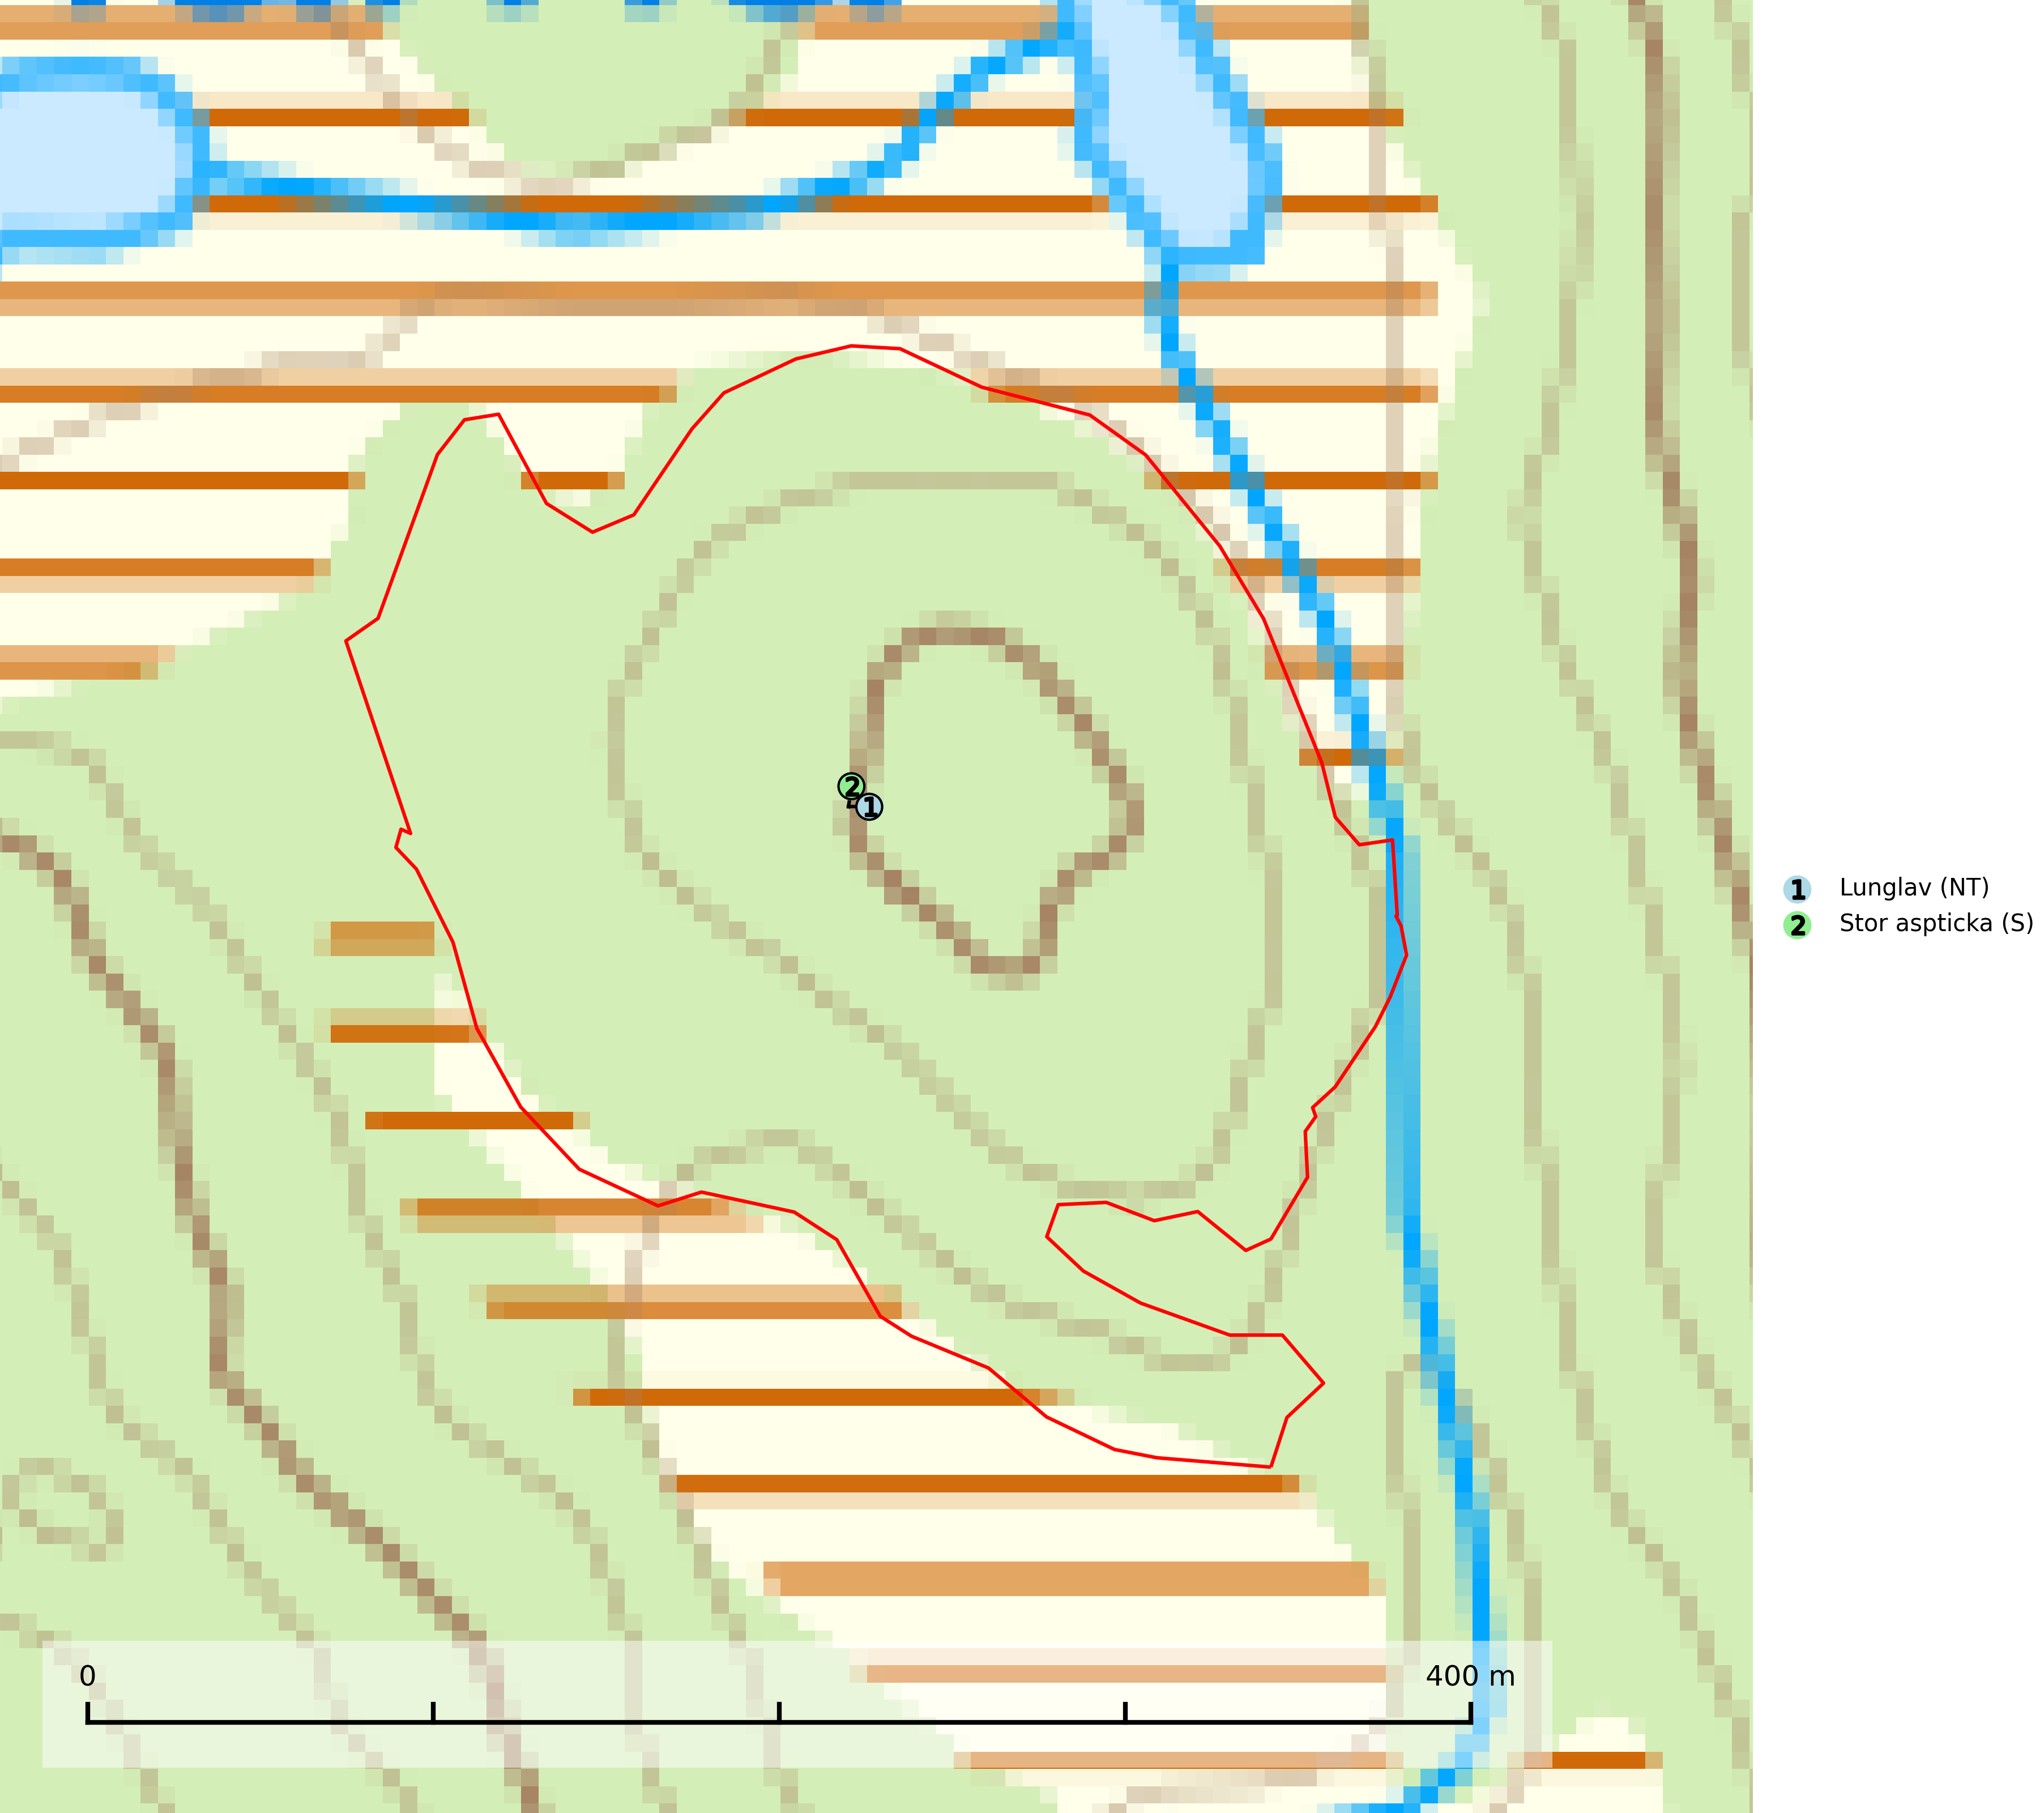 2
1
1 Lunglav (NT)
2 Stor aspticka (S)
0 400 m